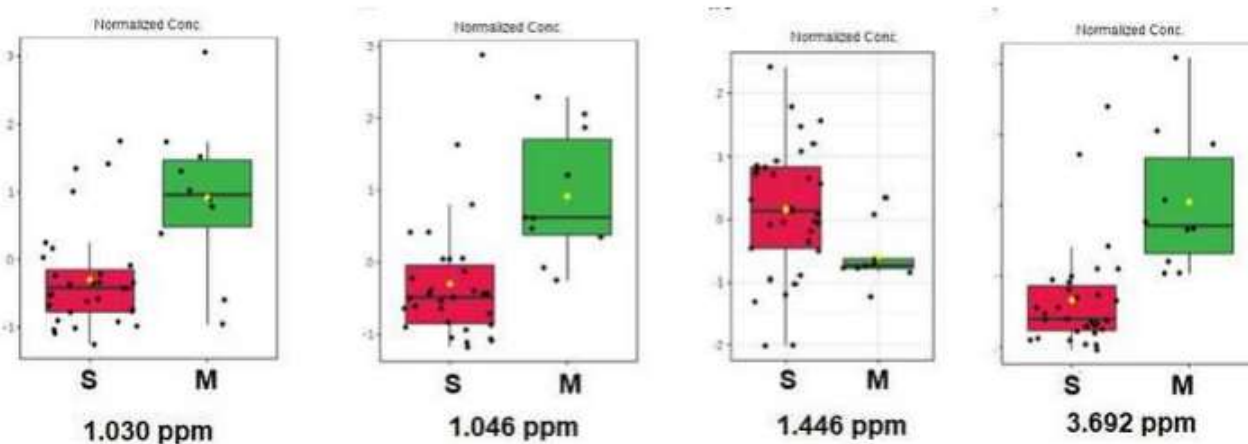 Normalized Conc.
3
2
1
0
-1
S M
1.030 ppm
Normalized Conc.
3
2
1
0
-1
S M
1.046 ppm
Normalized Conc.
2
1
0
-1
-2
S M
1.446 ppm
Normalized Conc.
S M
3.692 ppm